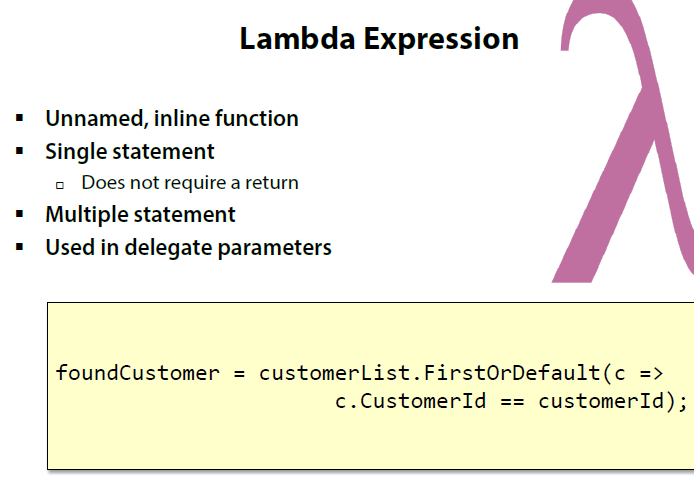 Lambda Expression
Unnamed, inline function
Single statement
Does not require a return
Multiple statement
Used in delegate parameters
foundCustomer = customerList.FirstOrDefault(c =>
c.CustomerId == customerId);